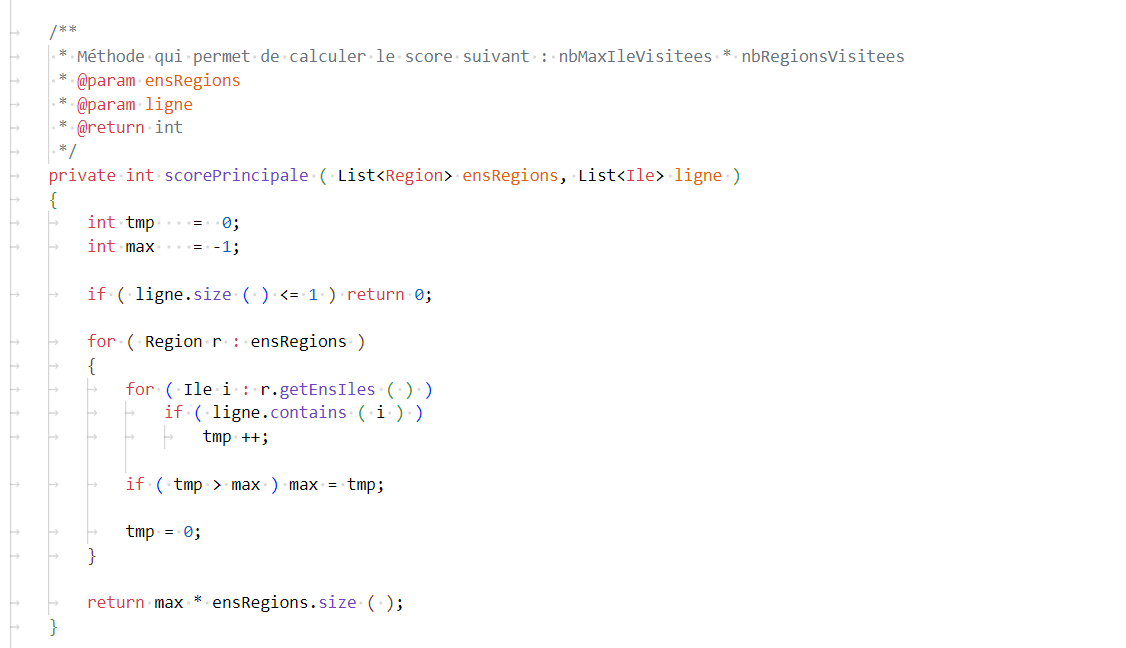 /**
* Méthode qui permet de calculer le score suivant : nbMaxIleVisitees * nbRegionsVisitees
* @param ensRegions
* @param ligne
* @return int
*/
private int scorePrincipale ( List<Region> ensRegions, List<Ile> ligne )
{
int tmp    =  0;
int max    = -1;
if ( ligne.size ( ) <= 1 ) return 0;
for ( Region r : ensRegions )
{
for ( Ile i : r.getEnsIles ( ) )
if ( ligne.contains ( i ) )
tmp ++;
if ( tmp > max ) max = tmp;
tmp = 0;
}
return max * ensRegions.size ( );
}